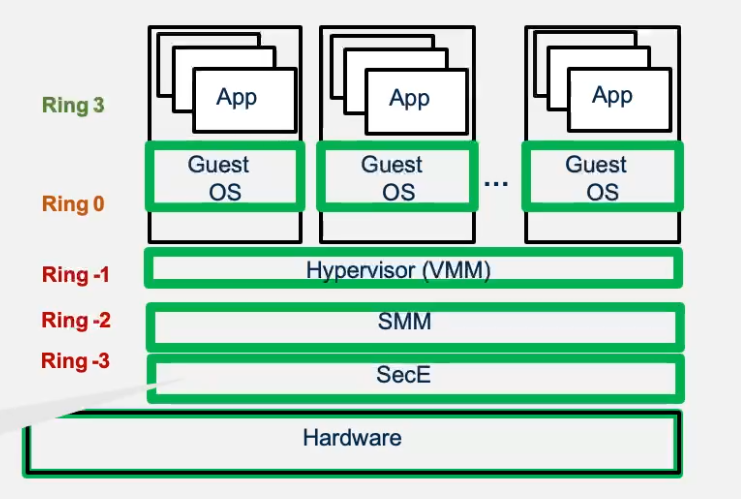 Ring 3
App
App
App
Guest
OS
Guest
OS
...
Guest
OS
Ring 0
Ring -1
Hypervisor (VMM)
Ring -2
SMM
Ring -3
SecE
Hardware